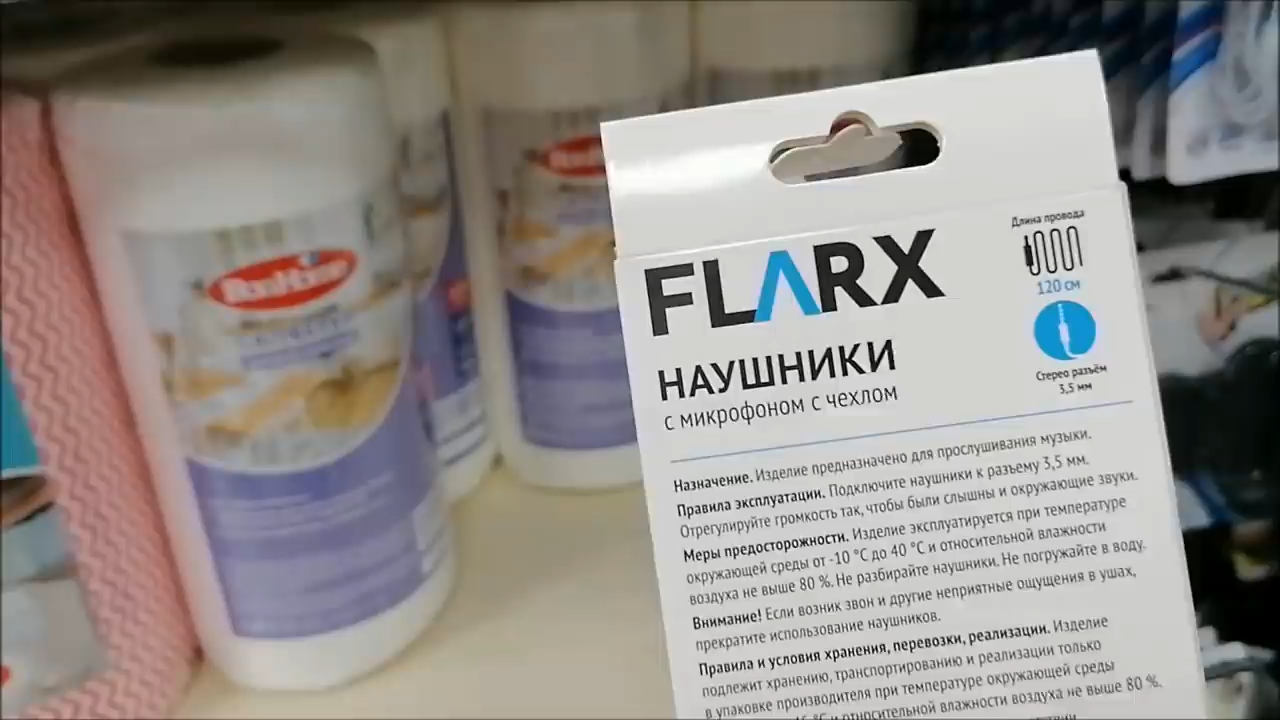 FLARX
НАУШНИКИ
с микрофоном с чехлом
Длина провода
120 см
Стерео разъём
3,5 мм
Назначение. Изделие предназначено для прослушивания музыки.
Правила эксплуатации. Подключите наушники к разъему 3,5 мм.
Отрегулируйте громкость так, чтобы были слышны и окружающие звуки.
Меры предосторожности. Изделие эксплуатируется при температуре
окружающей среды от -10 °С до 40 °С и относительной влажности
воздуха не выше 80 %. Не разбирайте наушники. Не погружайте в воду.
Внимание! Если возник звон и другие неприятные ощущения в ушах,
прекратите использование наушников.
Правила и условия хранения, перевозки, реализации. Изделие
подлежит хранению, транспортированию и реализации только
в упаковке производителя при температуре окружающей среды
°С и относительной влажности воздуха не выше 80 %.